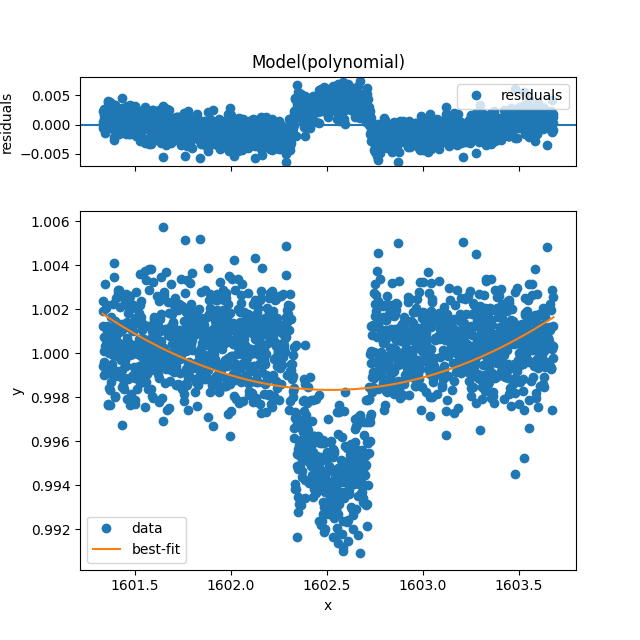 Model(polynomial)
residuals
0.005
0.000
−0.005
residuals
1.006
1.004
1.002
1.000
0.998
0.996
0.994
0.992
y
data
best-fit
1601.5 1602.0 1602.5 1603.0 1603.5
x